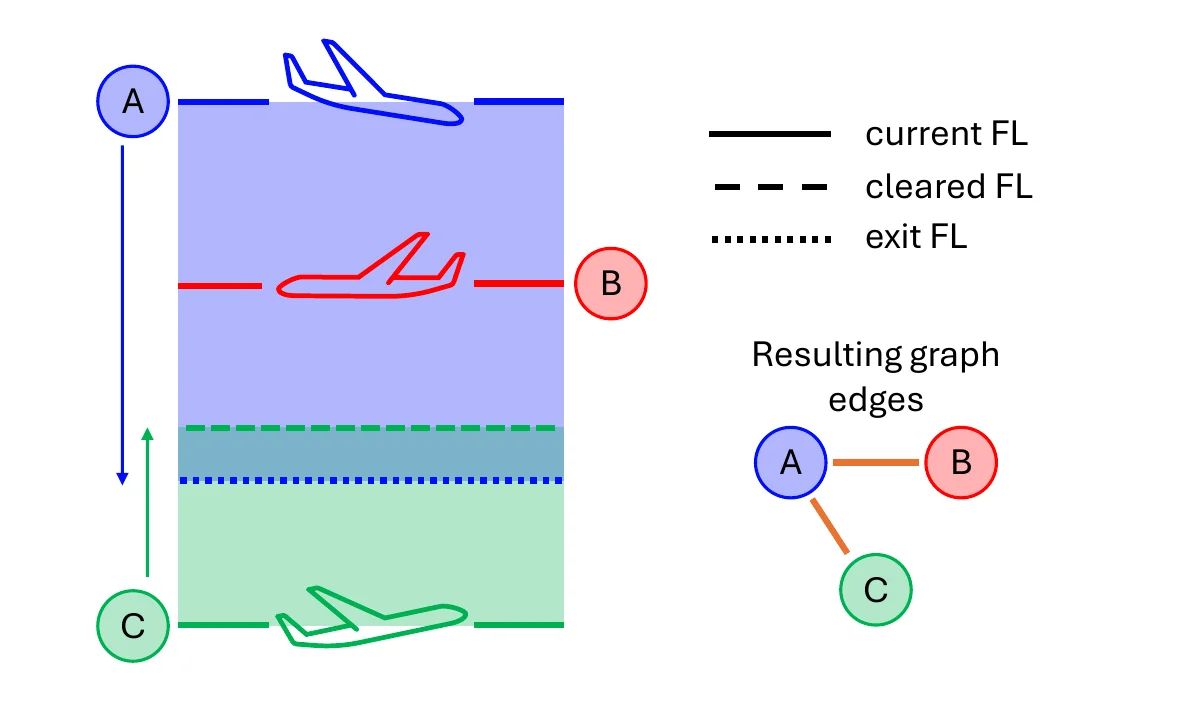 A
B
C
current FL
cleared FL
exit FL
Resulting graph
edges
A
B
C